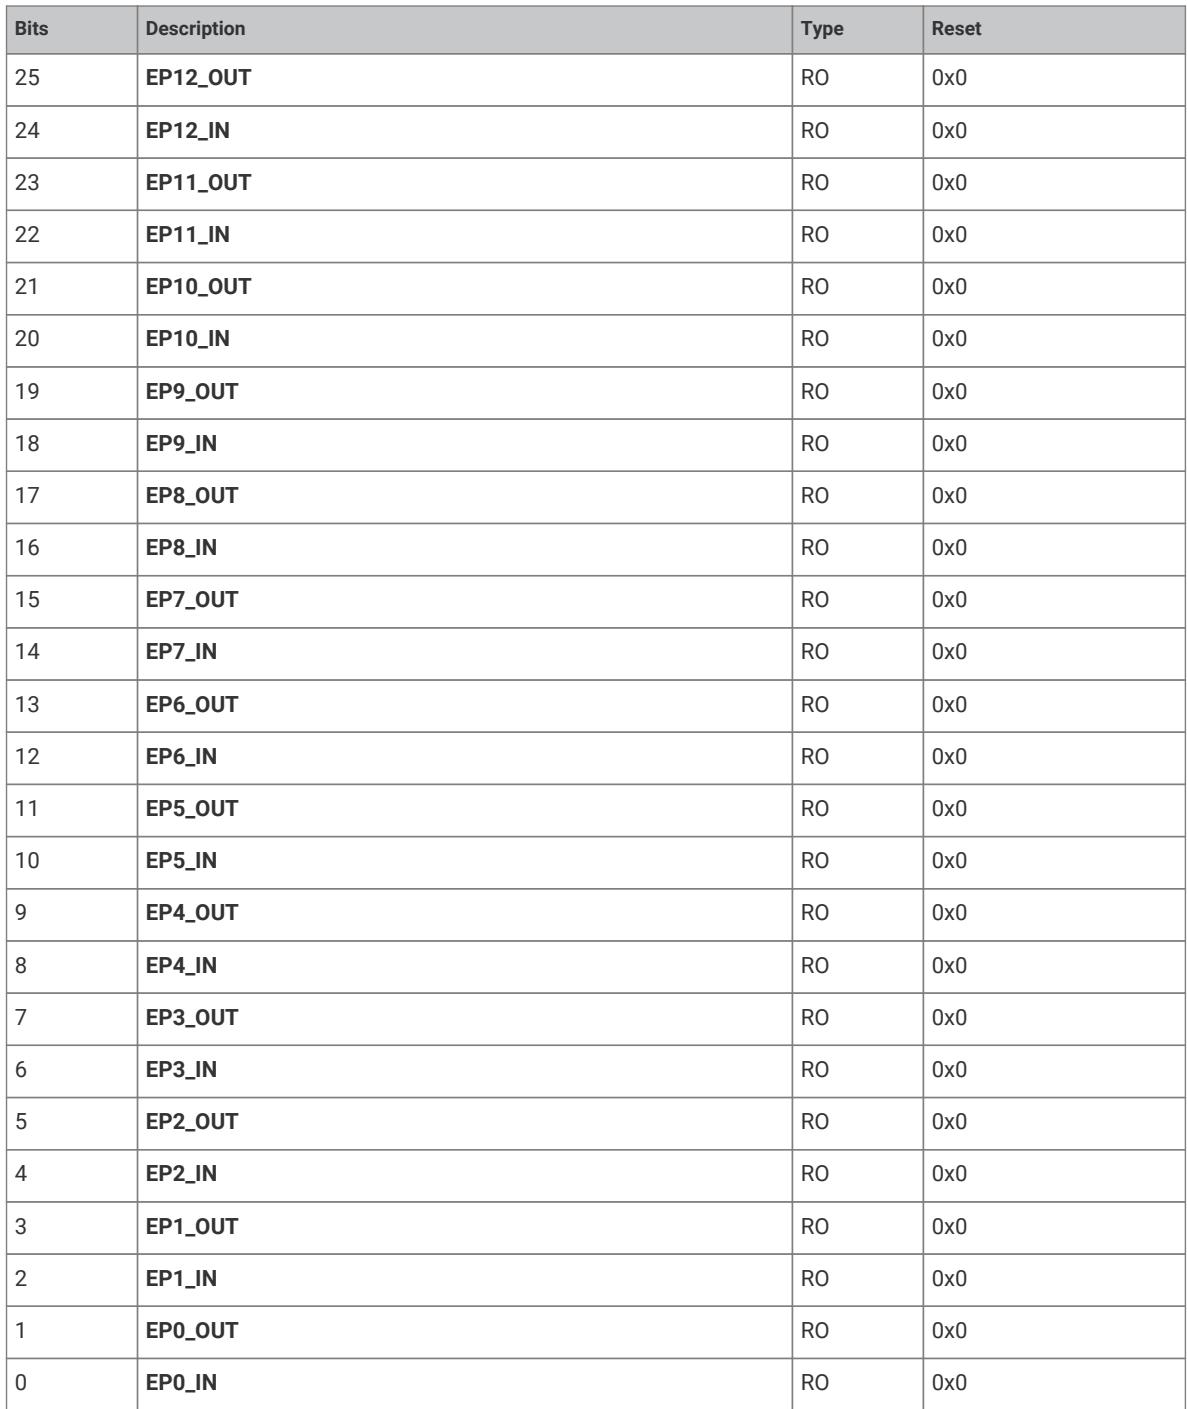 Bits Description Type Reset
25 EP12_OUT RO 0x0
24 EP12_IN RO 0x0
23 EP11_OUT RO 0x0
22 EP11_IN RO 0x0
21 EP10_OUT RO 0x0
20 EP10_IN RO 0x0
19 EP9_OUT RO 0x0
18 EP9_IN RO 0x0
17 EP8_OUT RO 0x0
16 EP8_IN RO 0x0
15 EP7_OUT RO 0x0
14 EP7_IN RO 0x0
13 EP6_OUT RO 0x0
12 EP6_IN RO 0x0
11 EP5_OUT RO 0x0
10 EP5_IN RO 0x0
9 EP4_OUT RO 0x0
8 EP4_IN RO 0x0
7 EP3_OUT RO 0x0
6 EP3_IN RO 0x0
5 EP2_OUT RO 0x0
4 EP2_IN RO 0x0
3 EP1_OUT RO 0x0
2 EP1_IN RO 0x0
1 EP0_OUT RO 0x0
0 EP0_IN RO 0x0